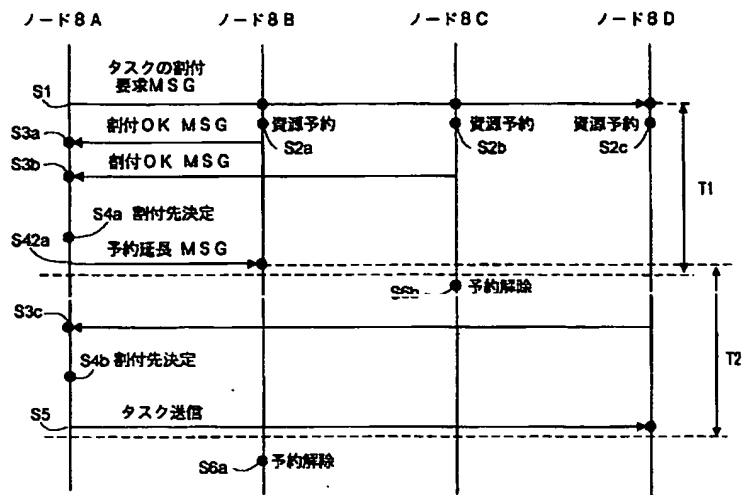 ノード8A ノード8B ノード8C ノード8D
タスクの割付
要求MSG
S1
割付OK MSG
資源予約 資源予約 資源予約
S3a
S2a S2b S2c
割付OK MSG
S3b
T1
S4a 割付先決定
S42a
予約延長 MSG
S6b 予約解除
S3c
S4b 割付先決定
T2
S5
タスク送信
S6a 予約解除